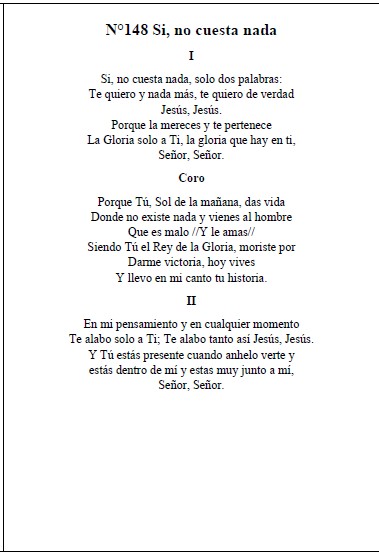 N°148 Si, no cuesta nada
I
Si, no cuesta nada, solo dos palabras:
Te quiero y nada más, te quiero de verdad
Jesús, Jesús.
Porque la mereces y te pertenece
La Gloria solo a Ti, la gloria que hay en ti,
Señor, Señor.
Coro
Porque Tú, Sol de la mañana, das vida
Donde no existe nada y vienes al hombre
Que es malo //Y le amas//
Siendo Tú el Rey de la Gloria, moriste por
Darme victoria, hoy vives
Y llevo en mi canto tu historia.
II
En mi pensamiento y en cualquier momento
Te alabo solo a Ti; Te alabo tanto así Jesús, Jesús.
Y Tú estás presente cuando anhelo verte y
estás dentro de mí y estas muy junto a mí,
Señor, Señor.